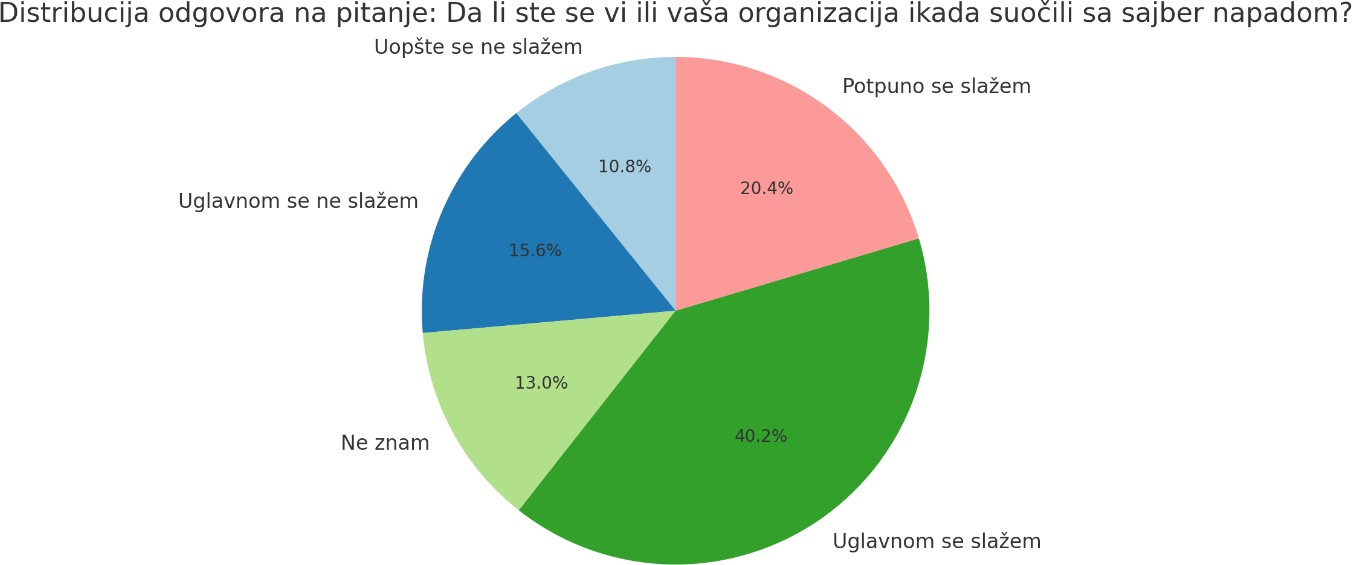 Distribucija odgovora na pitanje: Da li ste se vi ili vaša organizacija ikada suočili sa sajber napadom?
Uopšte se ne slažem
Potpuno se slažem
10.8%
20.4%
Uglavnom se ne slažem
15.6%
13.0%
Ne znam
40.2%
Uglavnom se slažem